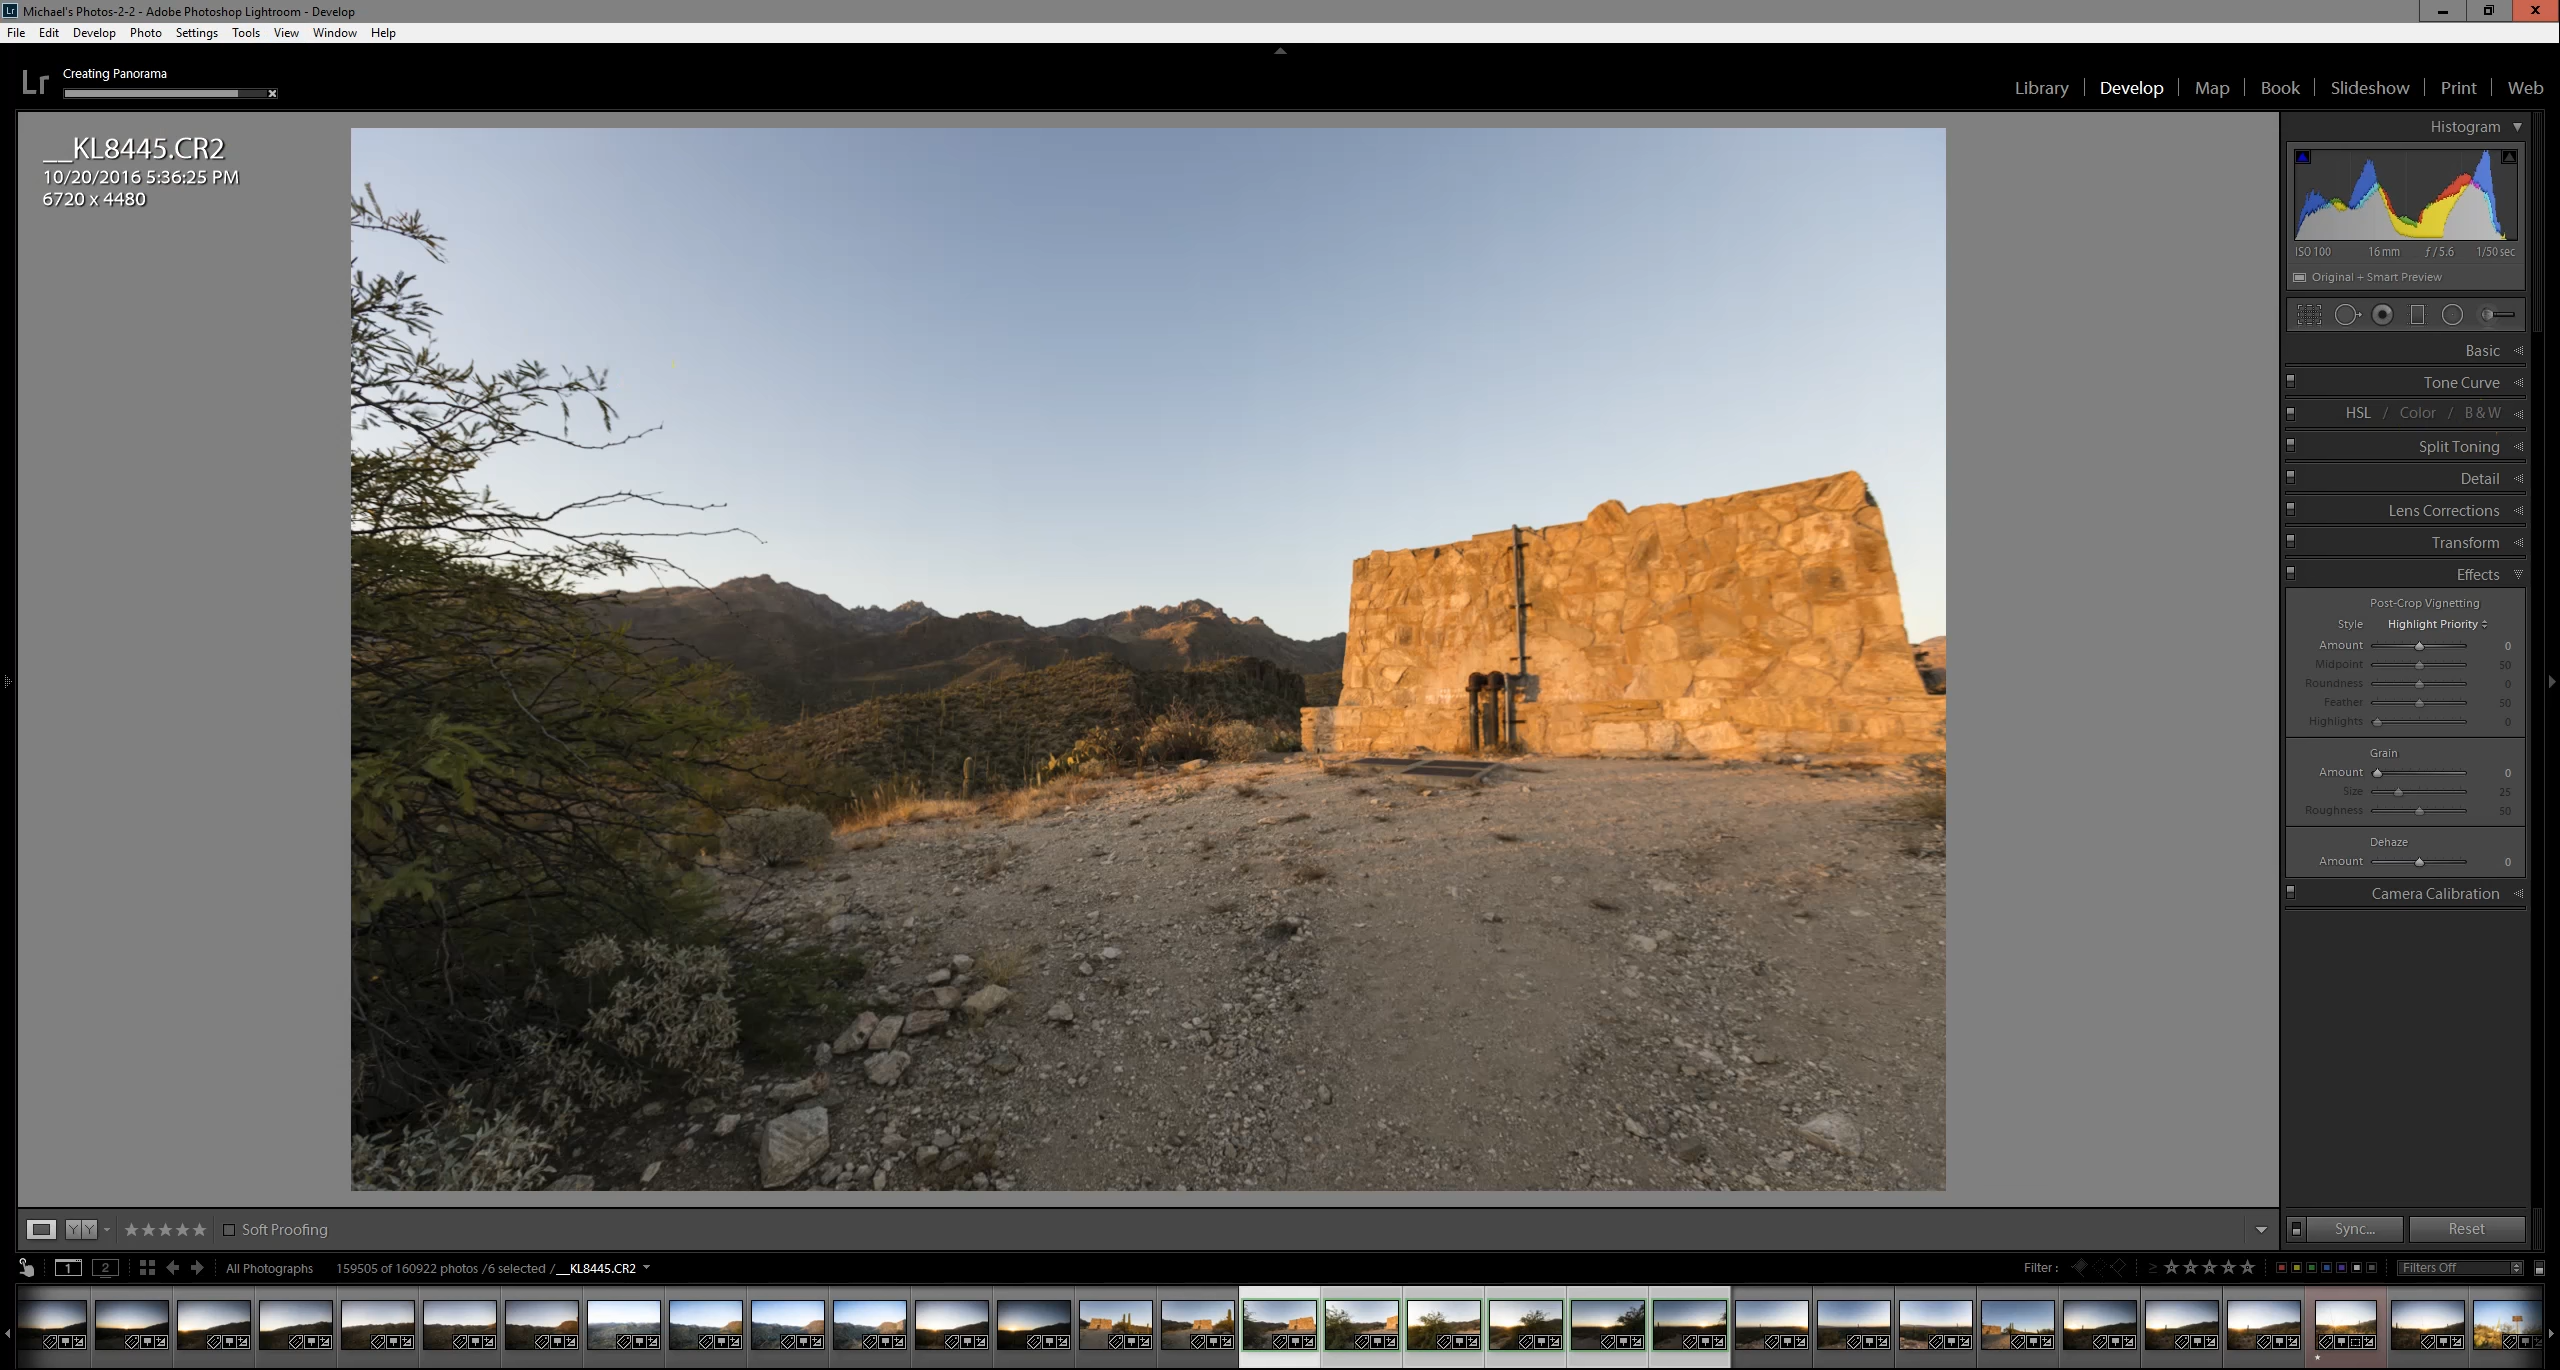 Lr Michael's Photos-2-2 - Adobe Photoshop Lightroom - Develop
File Edit Develop Photo Settings Tools View Window Help
Lr Creating Panorama
Library | Develop | Map | Book | Slideshow | Print | Web
__KL8445.CR2
10/20/2016 5:36:25 PM
6720 x 4480
Histogram
ISO 100 16 mm ƒ / 5.6 1/50 sec
Original + Smart Preview
Basic
Tone Curve
HSL / Color / B & W
Split Toning
Detail
Lens Corrections
Transform
Effects
Post-Crop Vignetting
Style Highlight Priority
Amount 0
Midpoint 50
Roundness 0
Feather 50
Highlights 0
Grain
Amount 0
Size 25
Roughness 50
Dehaze
Amount 0
Camera Calibration
Y Y Soft Proofing
Sync... Reset
1 2 All Photographs 159505 of 160922 photos /6 selected /__KL8445.CR2 Filter : ≥ Filters Off